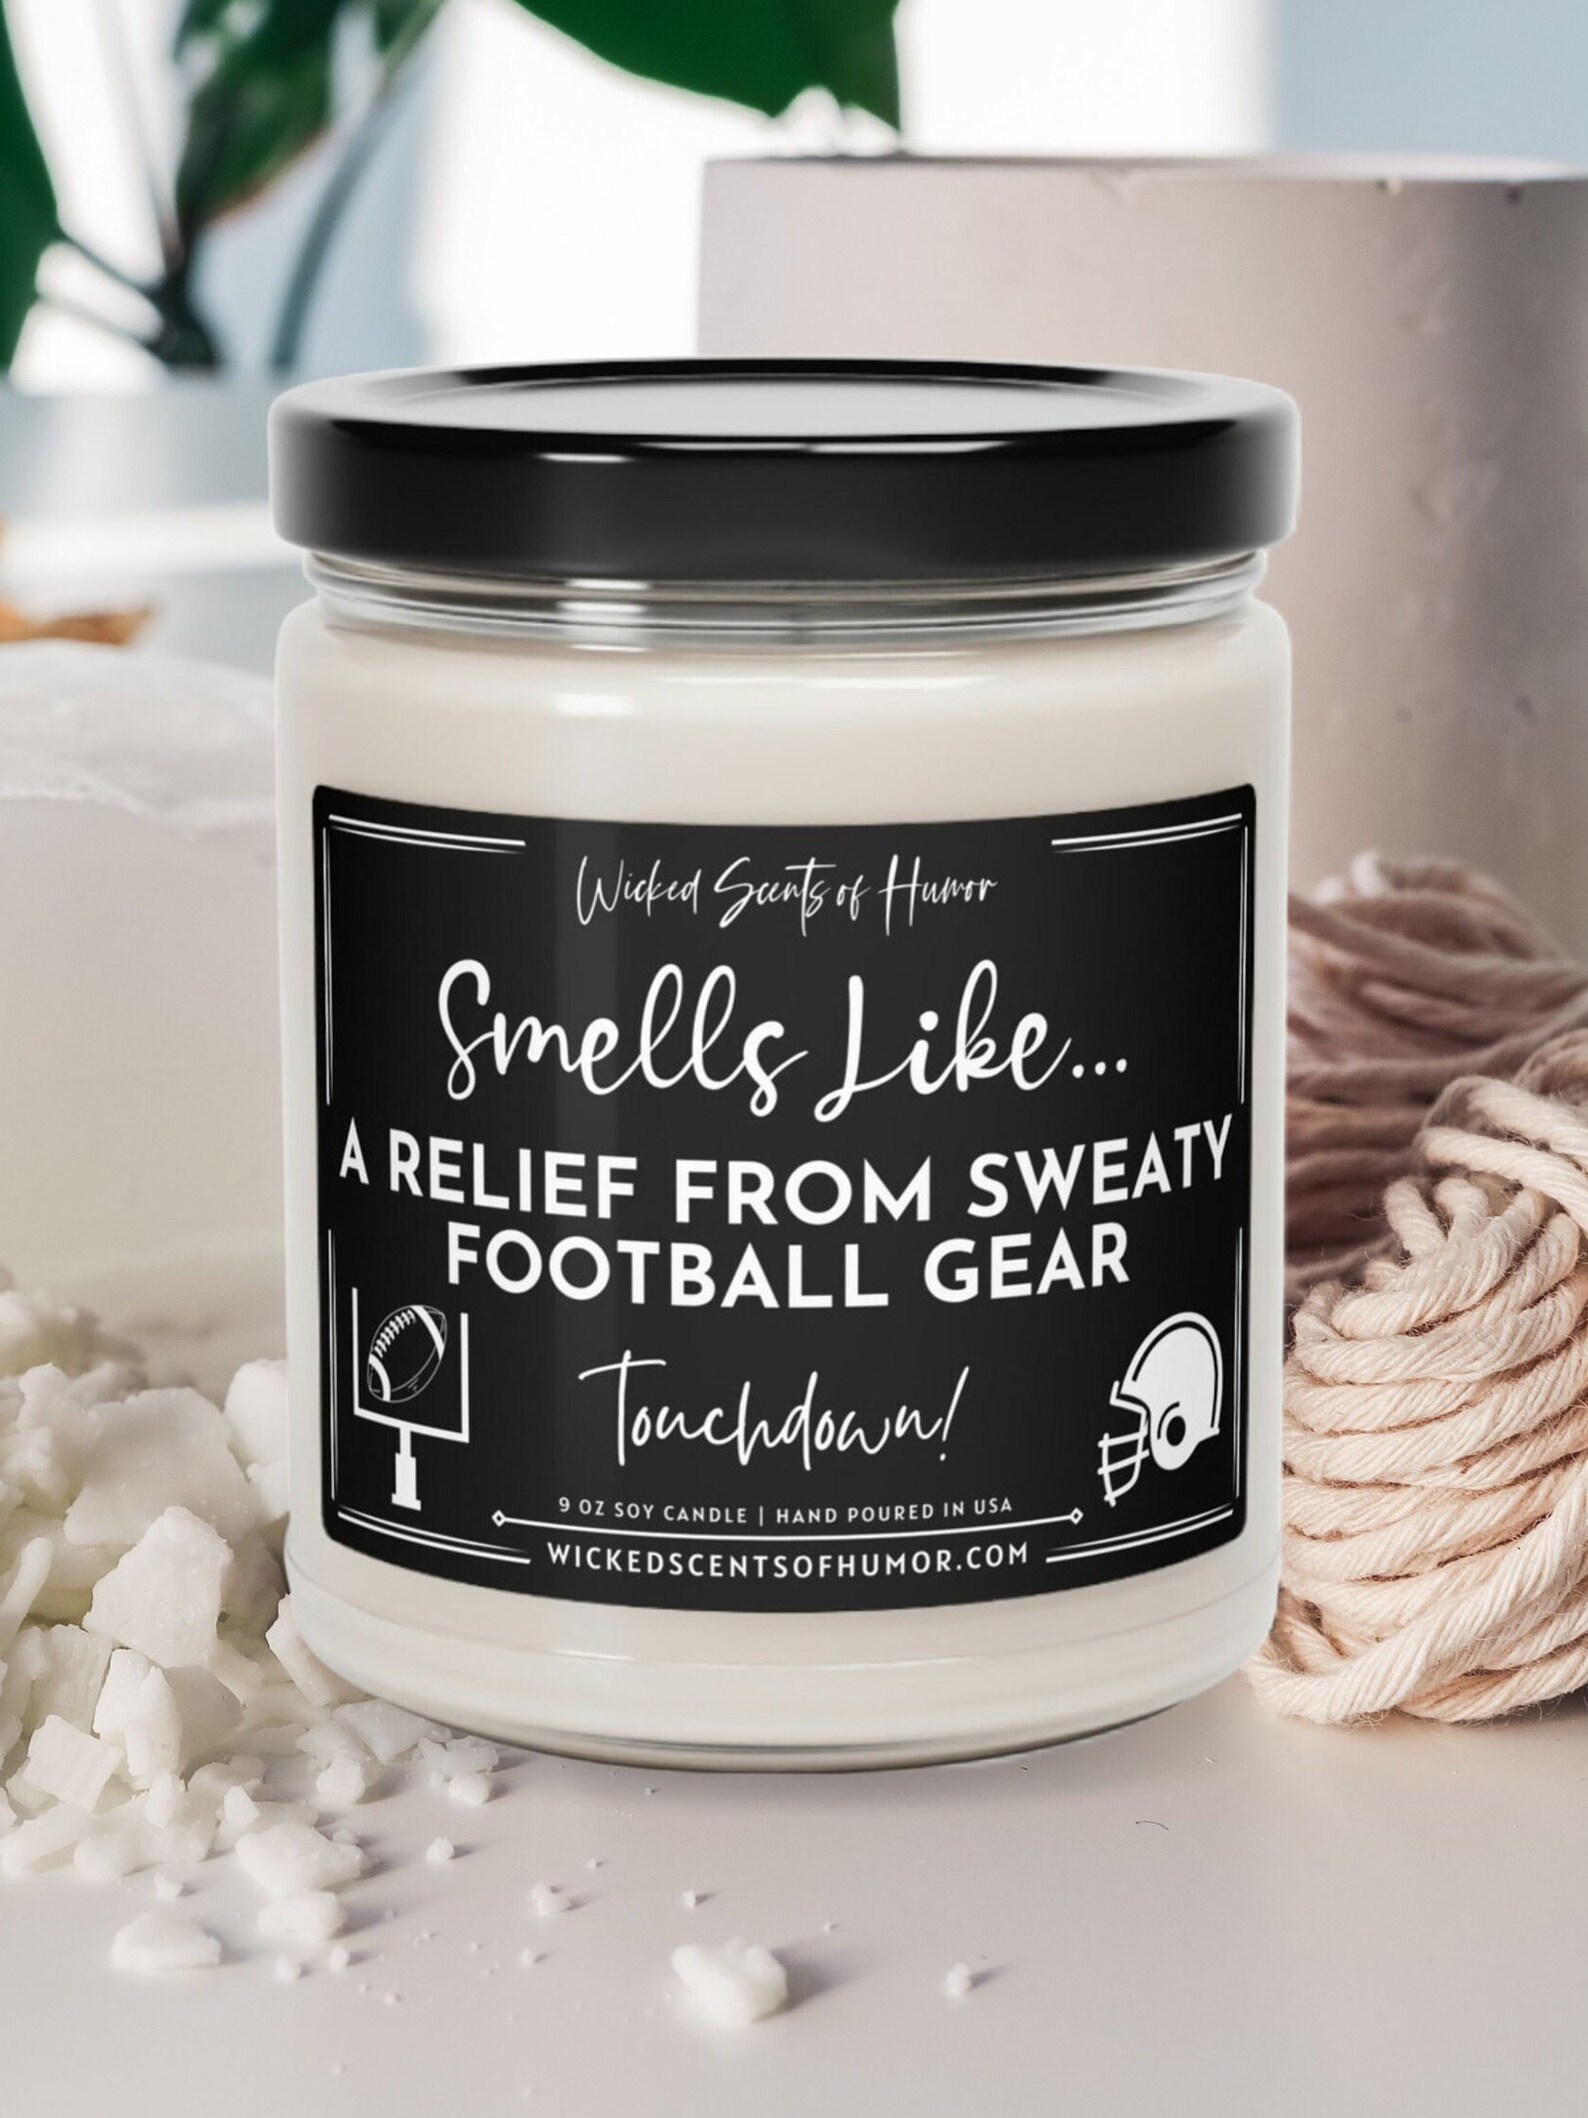 Wicked Scents of Humor
Smells Like...
A RELIEF FROM SWEATY
FOOTBALL GEAR
Touchdown!
9 OZ SOY CANDLE | HAND POURED IN USA
WICKEDSCENTSOFHUMOR.COM